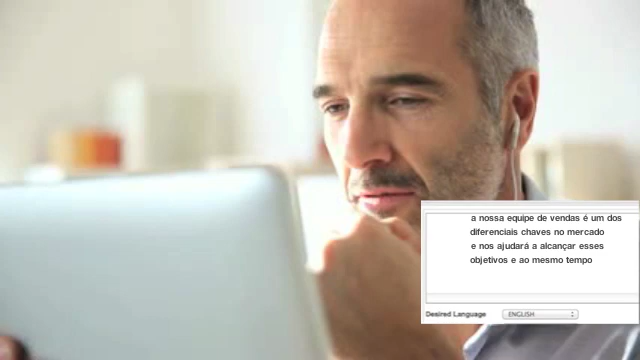 a nossa equipe de vendas é um dos
diferenciais chaves no mercado
e nos ajudará a alcançar esses
objetivos e ao mesmo tempo
Desired Language ENGLISH